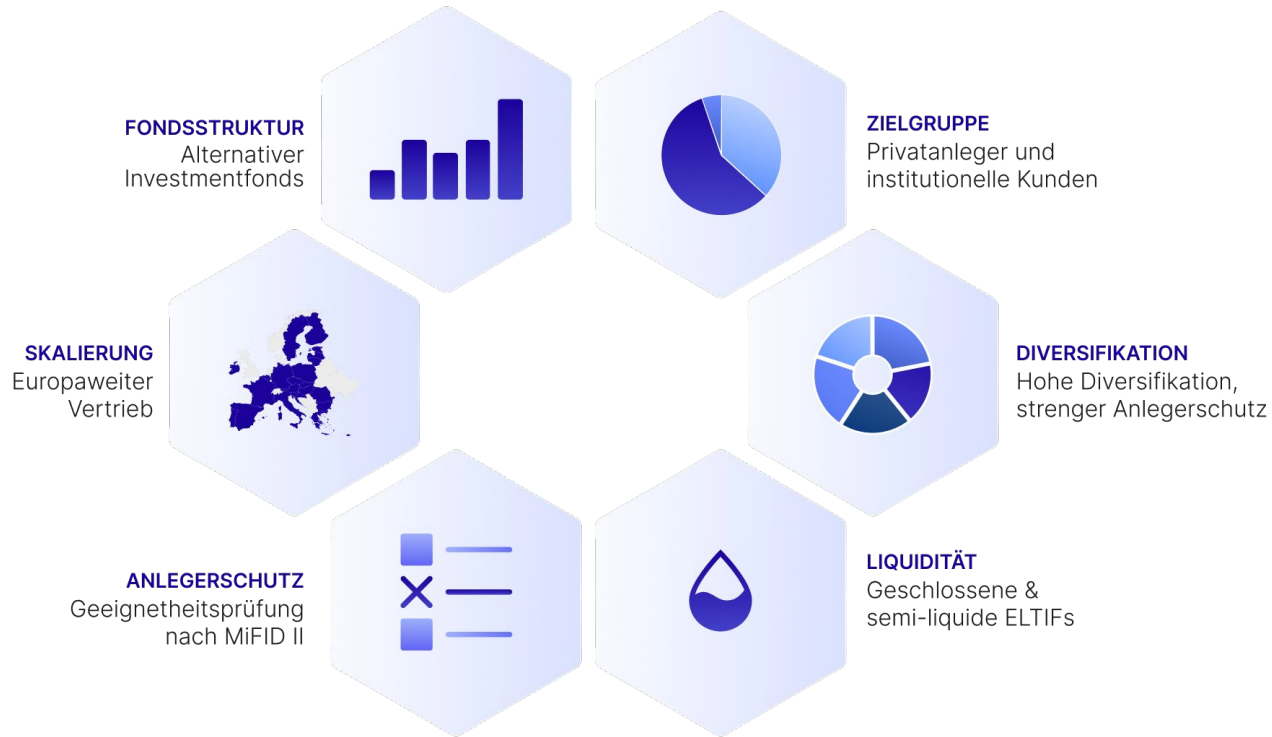 FONDSSTRUKTUR
Alternativer
Investmentfonds
ZIELGRUPPE
Privatanleger und
institutionelle Kunden
SKALIERUNG
Europaweiter
Vertrieb
DIVERSIFIKATION
Hohe Diversifikation,
strenger Anlegerschutz
ANLEGERSCHUTZ
Geeignetheitsprüfung
nach MiFID II
LIQUIDITÄT
Geschlossene &
semi-liquide ELTIFs